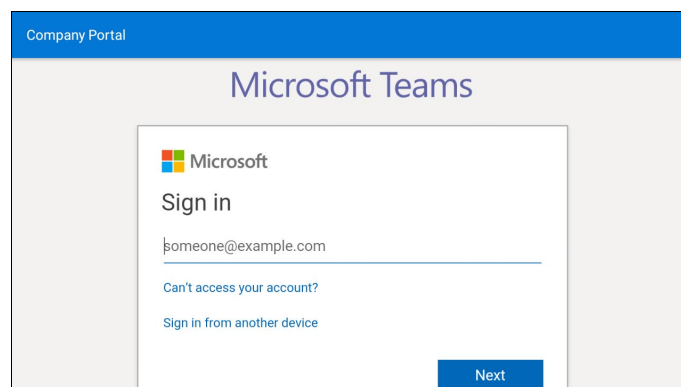 Company Portal
Microsoft Teams
Microsoft
Sign in
someone@example.com
Can't access your account?
Sign in from another device
Next